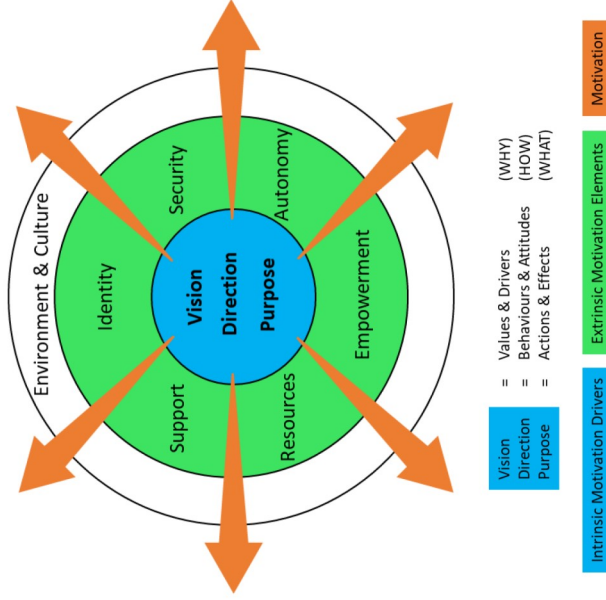 Environment & Culture
Identity
Security
Autonomy
Empowerment
Resources
Support
Vision
Direction
Purpose
Vision = Values & Drivers (WHY)
Direction = Behaviours & Attitudes (HOW)
Purpose = Actions & Effects (WHAT)
Intrinsic Motivation Drivers
Extrinsic Motivation Elements
Motivation